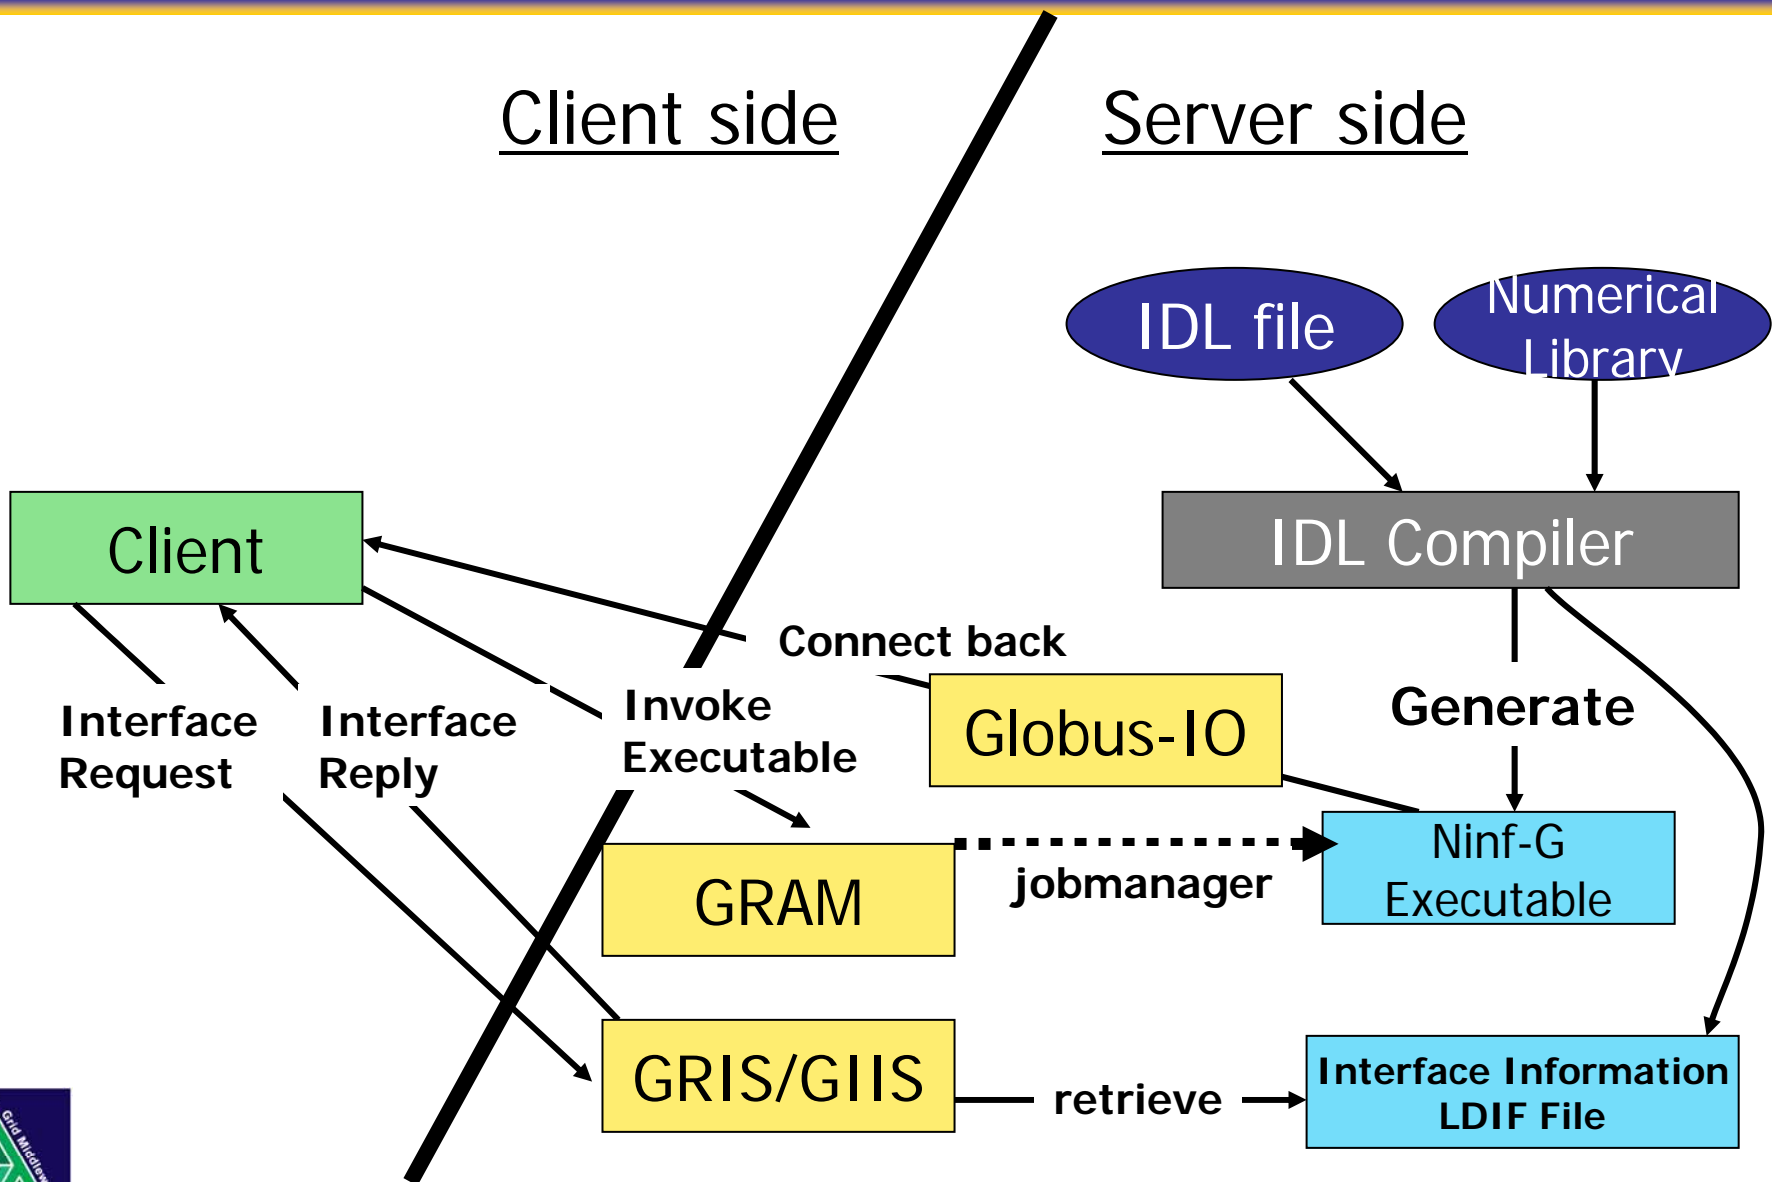 Client side
Server side
IDL file
Numerical
Library
Client
IDL Compiler
Connect back
Interface
Request
Interface
Reply
Invoke
Executable
Globus-IO
Generate
GRAM
jobmanager
Ninf-G
Executable
GRIS/GIIS
retrieve
Interface Information
LDIF File
Grid